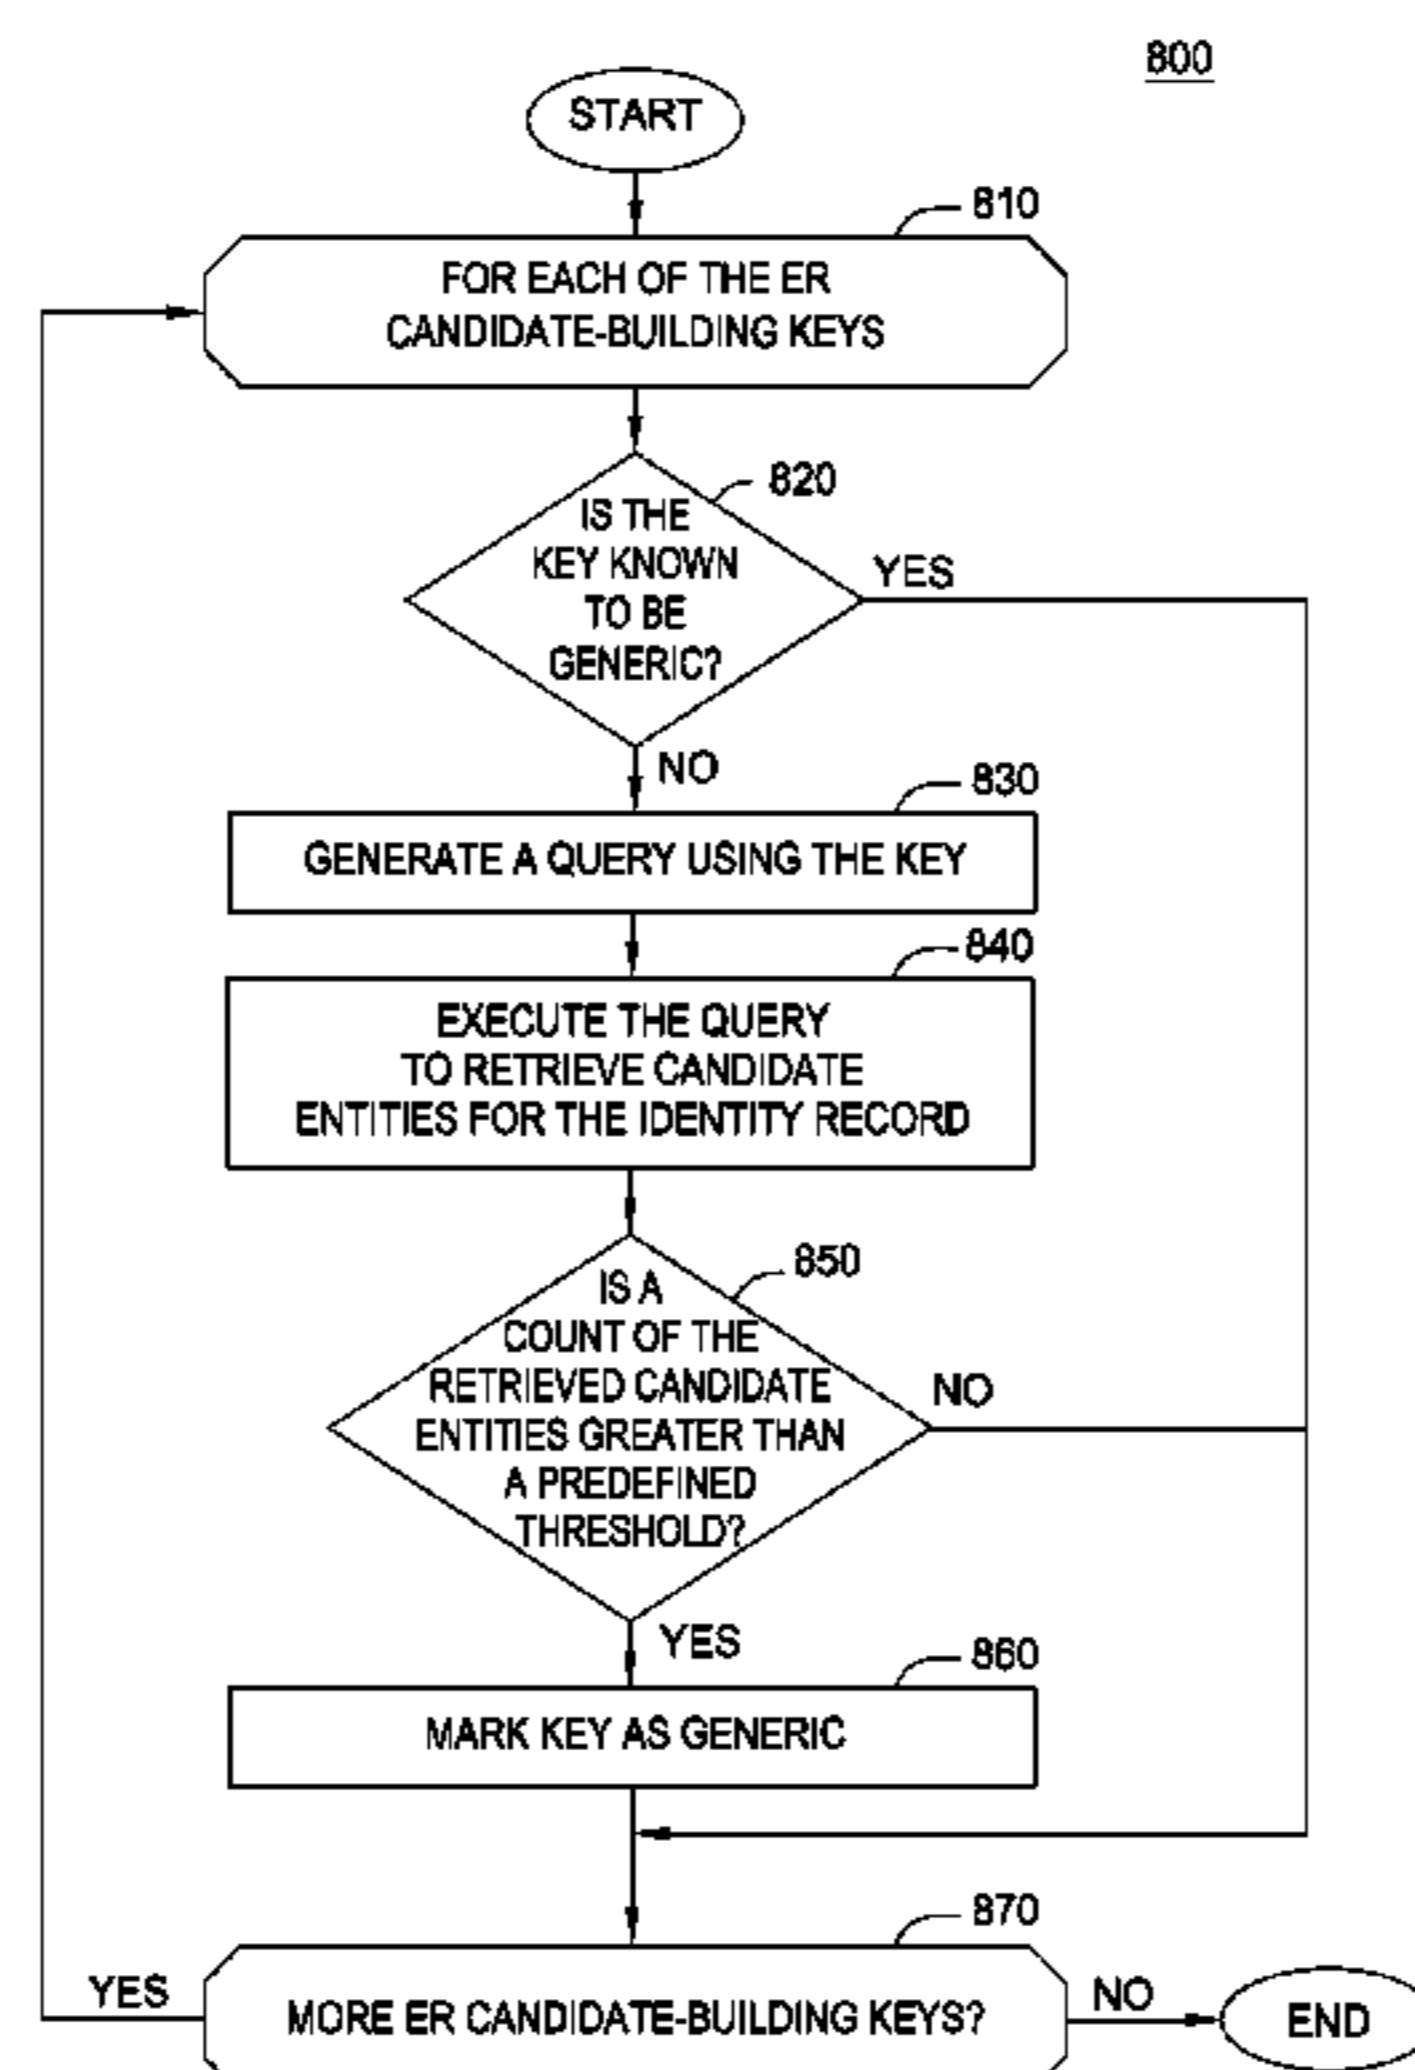 800
START
810
FOR EACH OF THE ER
CANDIDATE-BUILDING KEYS
820
IS THE
KEY KNOWN
TO BE
GENERIC?
YES
NO
830
GENERATE A QUERY USING THE KEY
840
EXECUTE THE QUERY
TO RETRIEVE CANDIDATE
ENTITIES FOR THE IDENTITY RECORD
850
IS A
COUNT OF THE
RETRIEVED CANDIDATE
ENTITIES GREATER THAN
A PREDEFINED
THRESHOLD?
NO
YES
860
MARK KEY AS GENERIC
870
YES
MORE ER CANDIDATE-BUILDING KEYS?
NO
END